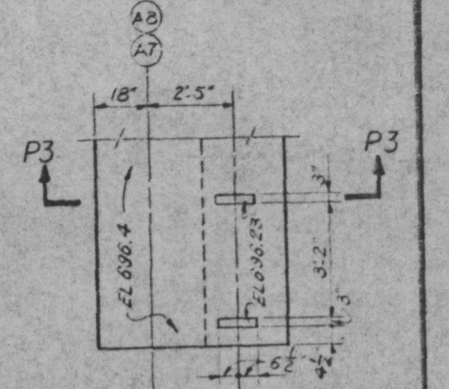 A8
A7
18"
2'-5"
P3
P3
3"
EL 696.4
EL 696.23
3'-2"
3"
6½"
4½"